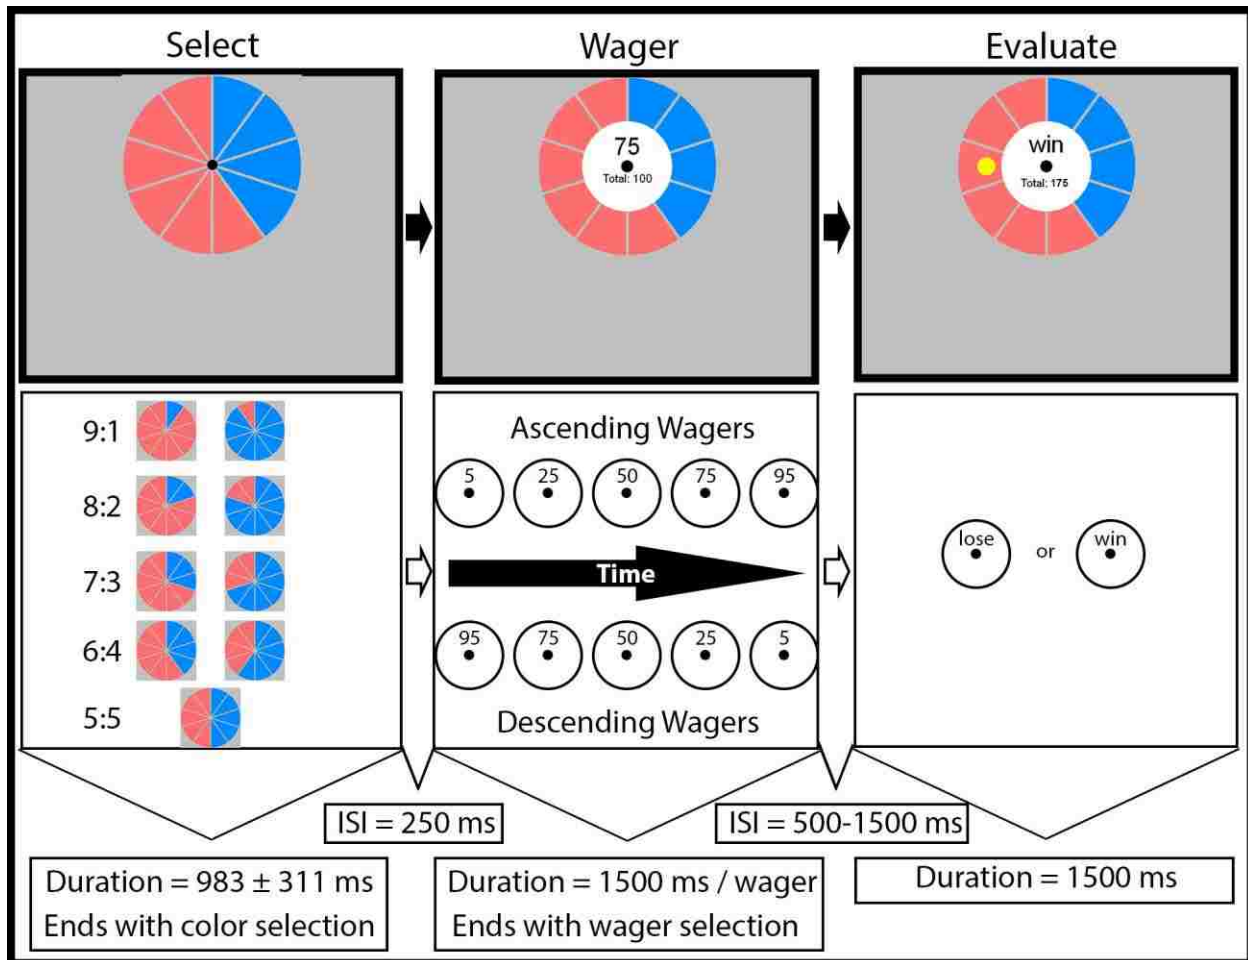 Select
Wager
Evaluate
75
Total: 100
win
Total: 175
9:1
8:2
7:3
6:4
5:5
Ascending Wagers
5 25 50 75 95
Time
95 75 50 25 5
Descending Wagers
lose or win
ISI = 250 ms
ISI = 500-1500 ms
Duration = 983 ± 311 ms
Ends with color selection
Duration = 1500 ms / wager
Ends with wager selection
Duration = 1500 ms